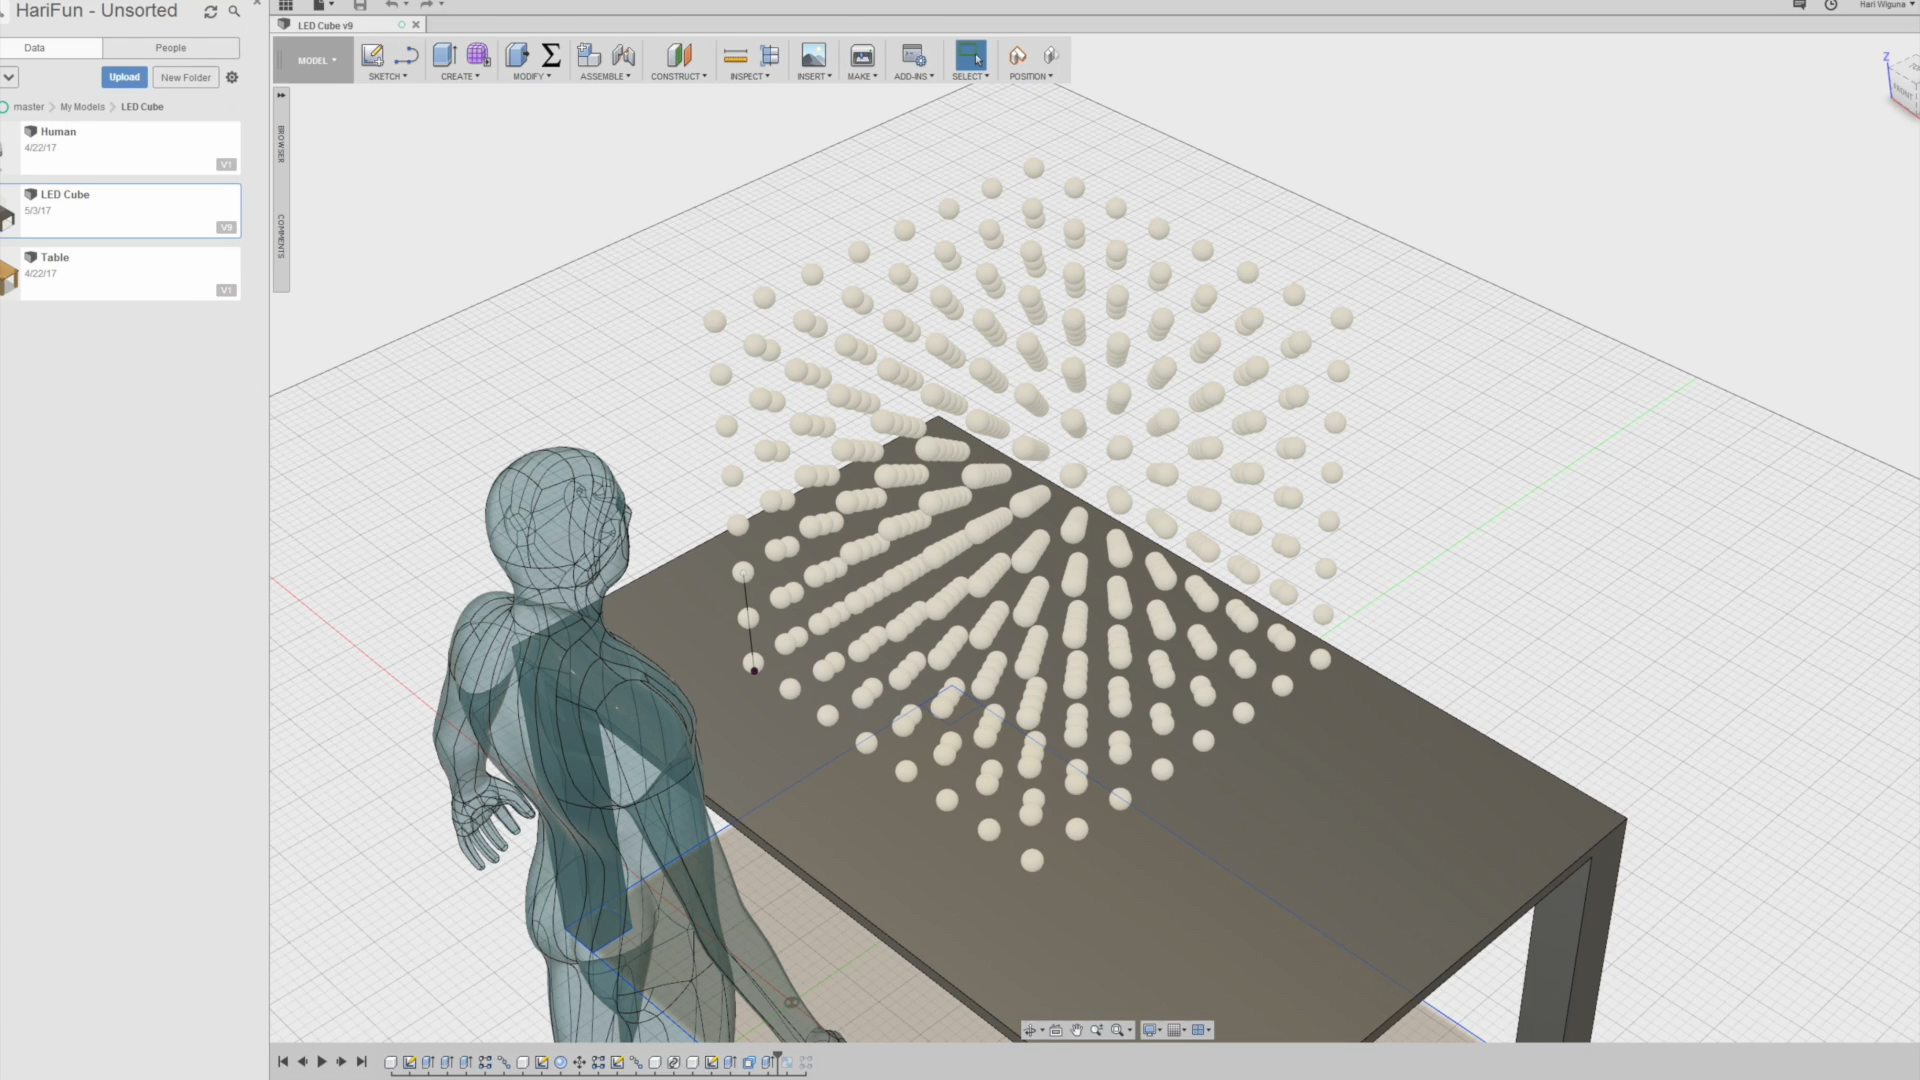 HariFun - Unsorted
Hari Wiguna
LED Cube v9
Data
People
Upload
New Folder
master
My Models
LED Cube
Human
4/22/17
V1
LED Cube
5/3/17
V9
Table
4/22/17
V1
MODEL
SKETCH
CREATE
MODIFY
ASSEMBLE
CONSTRUCT
INSPECT
INSERT
MAKE
ADD-INS
SELECT
POSITION
BROWSER
COMMENTS
Z
FRONT